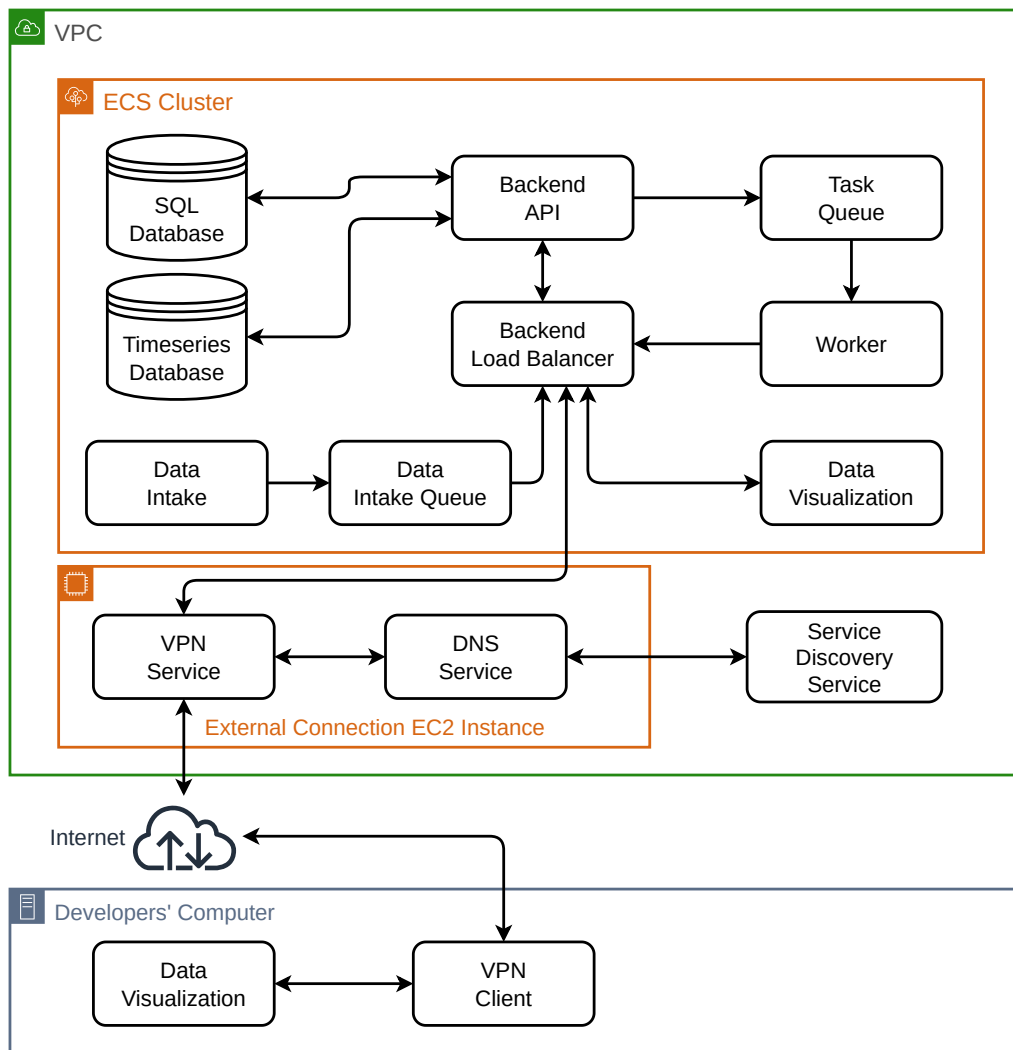 VPC
ECS Cluster
SQL
Database
Backend
API
Task
Queue
Timeseries
Database
Backend
Load Balancer
Worker
Data
Intake
Data
Intake Queue
Data
Visualization
VPN
Service
DNS
Service
Service
Discovery
Service
External Connection EC2 Instance
Internet
Developers' Computer
Data
Visualization
VPN
Client